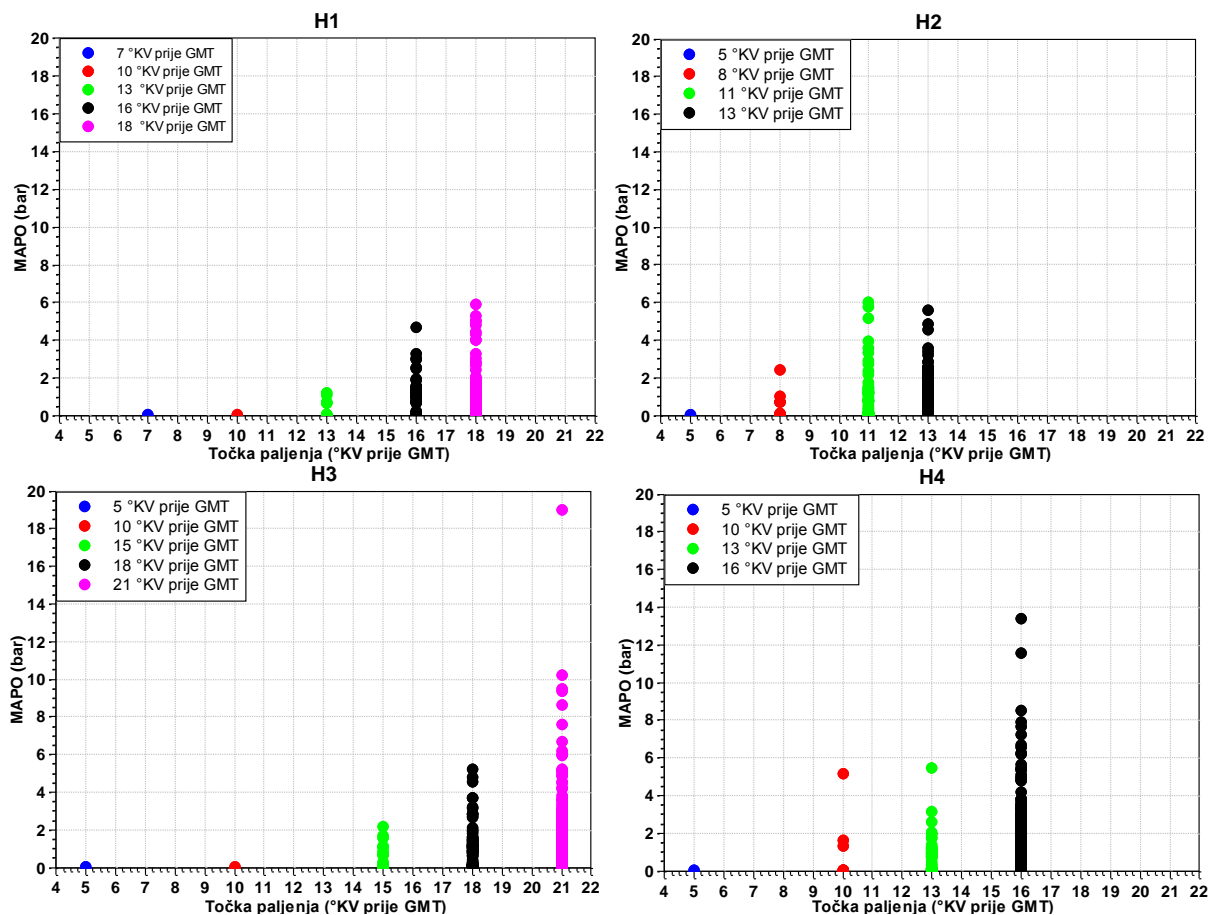 H1
20
18
16
14
12
10
8
6
4
2
0
MAPO (bar)
7 °KV prije GMT
10 °KV prije GMT
13 °KV prije GMT
16 °KV prije GMT
18 °KV prije GMT
4 5 6 7 8 9 10 11 12 13 14 15 16 17 18 19 20 21 22
Točka paljenja (°KV prije GMT)
H2
20
18
16
14
12
10
8
6
4
2
0
MAPO (bar)
5 °KV prije GMT
8 °KV prije GMT
11 °KV prije GMT
13 °KV prije GMT
4 5 6 7 8 9 10 11 12 13 14 15 16 17 18 19 20 21 22
Točka paljenja (°KV prije GMT)
H3
20
18
16
14
12
10
8
6
4
2
0
MAPO (bar)
5 °KV prije GMT
10 °KV prije GMT
15 °KV prije GMT
18 °KV prije GMT
21 °KV prije GMT
4 5 6 7 8 9 10 11 12 13 14 15 16 17 18 19 20 21 22
Točka paljenja (°KV prije GMT)
H4
20
18
16
14
12
10
8
6
4
2
0
MAPO (bar)
5 °KV prije GMT
10 °KV prije GMT
13 °KV prije GMT
16 °KV prije GMT
4 5 6 7 8 9 10 11 12 13 14 15 16 17 18 19 20 21 22
Točka paljenja (°KV prije GMT)